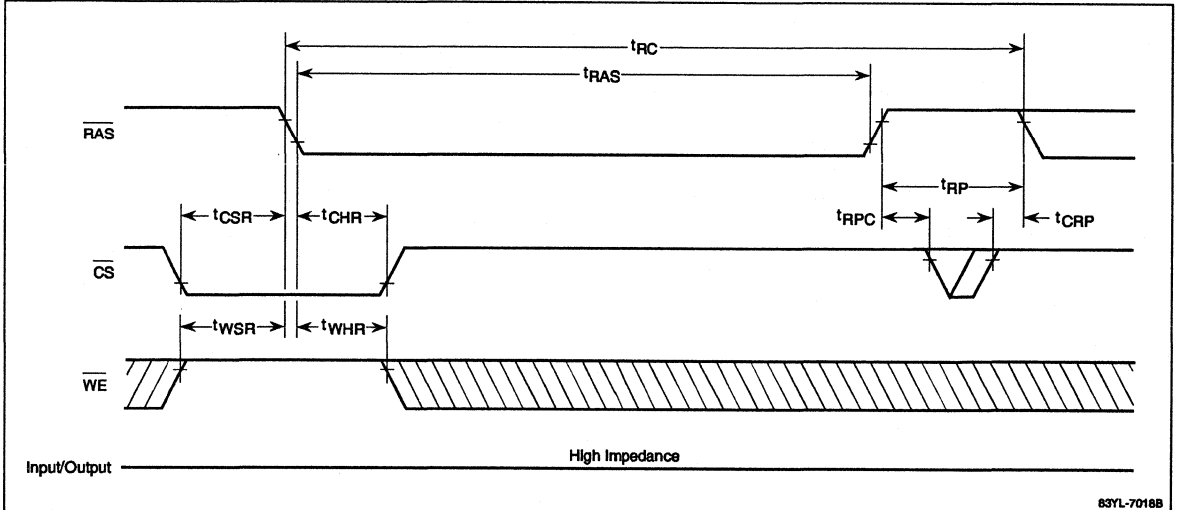 tRC
tRAS
RAS
tRP
tCSR
tCHR
tRPC
tCRP
CS
tWSR
tWHR
WE
High Impedance
Input/Output
83YL-7018B